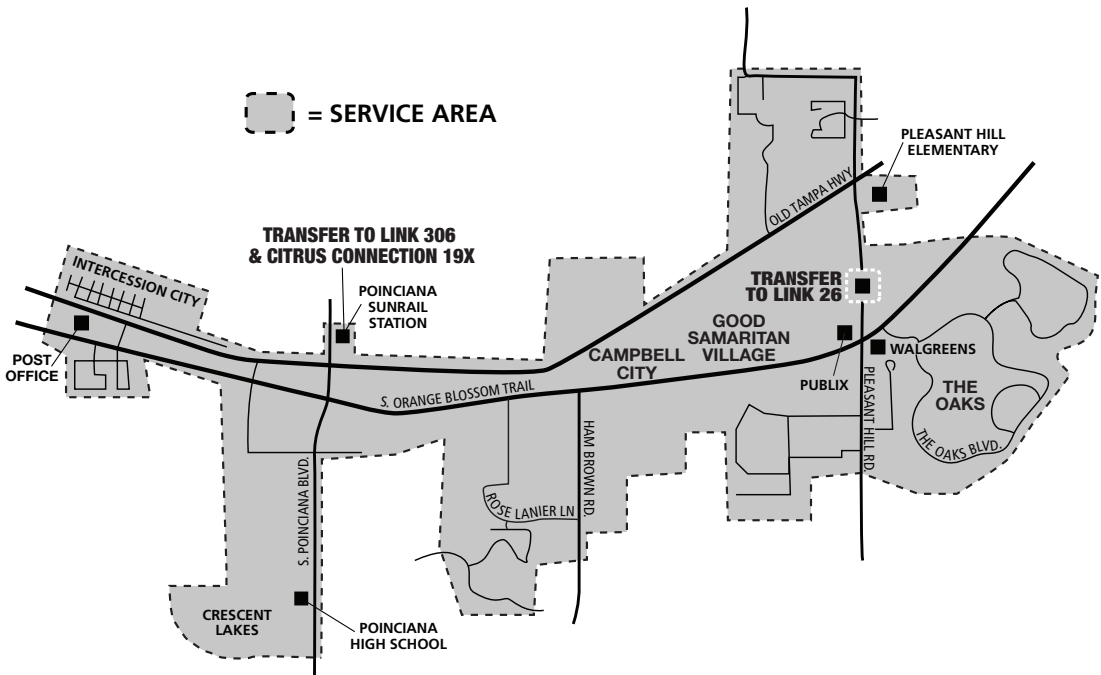 = SERVICE AREA
PLEASANT HILL
ELEMENTARY
OLD TAMPA HWY
TRANSFER TO LINK 306
& CITRUS CONNECTION 19X
INTERCESSION CITY
POINCIANA
SUNRAIL
STATION
TRANSFER
TO LINK 26
GOOD
SAMARITAN
VILLAGE
CAMPBELL
CITY
POST
OFFICE
WALGREENS
PUBLIX
S. ORANGE BLOSSOM TRAIL
THE
OAKS
PLEASANT HILL RD.
THE OAKS BLVD.
HAM BROWN RD.
S. POINCIANA BLVD.
ROSE LANIER LN
CRESCENT
LAKES
POINCIANA
HIGH SCHOOL